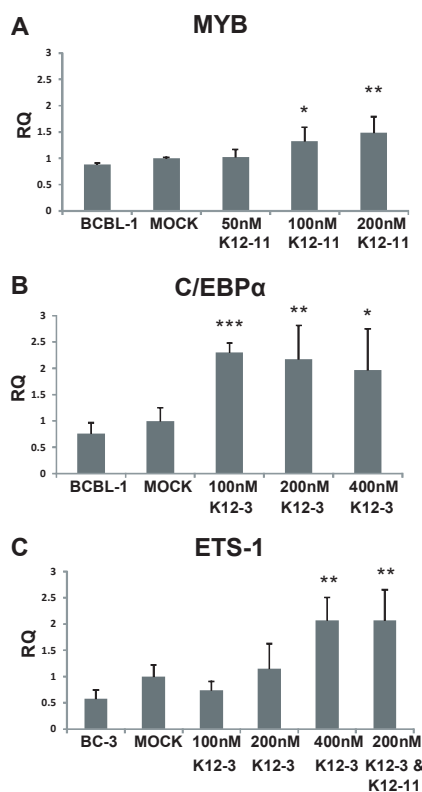 A
MYB
3
2.5
2
1.5
1
0.5
0
RQ
*
**
BCBL-1 MOCK 50nM 100nM 200nM
K12-11 K12-11 K12-11
B
C/EBPα
3
2.5
2
1.5
1
0.5
0
RQ
***
**
*
BCBL-1 MOCK 100nM 200nM 400nM
K12-3 K12-3 K12-3
C
ETS-1
3
2.5
2
1.5
1
0.5
0
RQ
**
**
BC-3 MOCK 100nM 200nM 400nM 200nM
K12-3 K12-3 K12-3 K12-3 &
K12-11